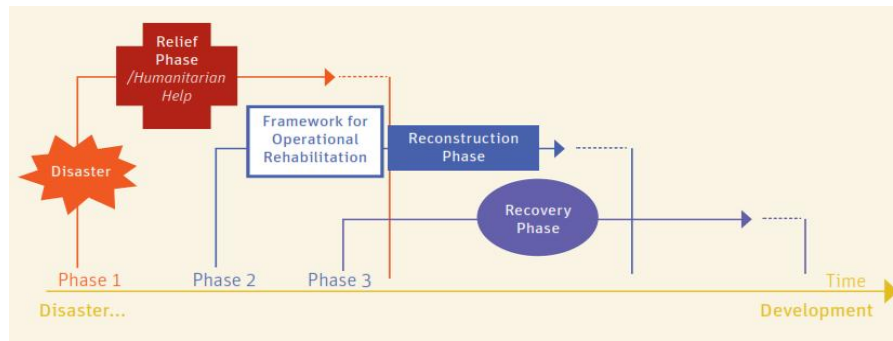 Relief
Phase
/Humanitarian
Help
Framework for
Operational
Rehabilitation
Reconstruction
Phase
Disaster
Recovery
Phase
Phase 1
Phase 2
Phase 3
Time
Disaster...
Development